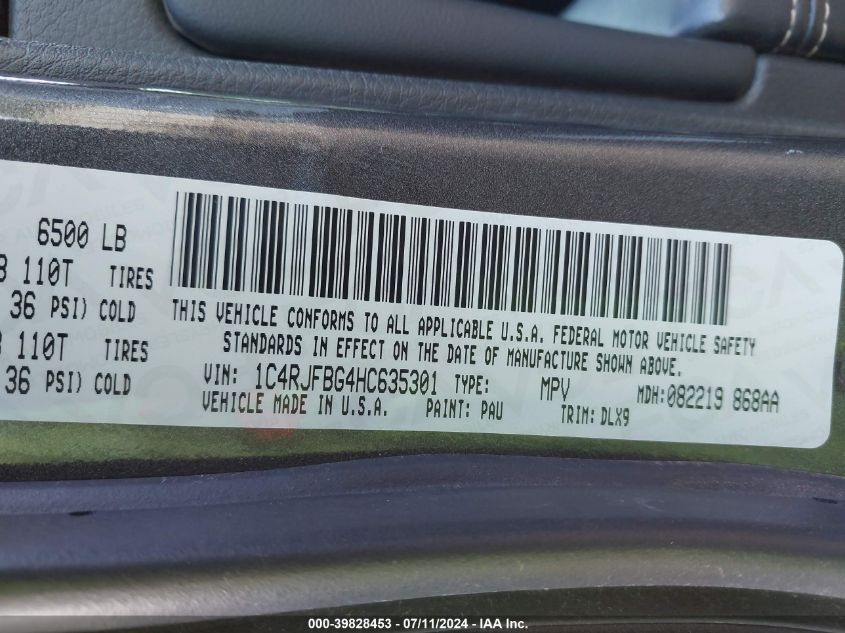 6500 LB
110T TIRES
36 PSI) COLD
110T TIRES
36 PSI) COLD
THIS VEHICLE CONFORMS TO ALL APPLICABLE U.S.A. FEDERAL MOTOR VEHICLE SAFETY
STANDARDS IN EFFECT ON THE DATE OF MANUFACTURE SHOWN ABOVE.
VIN: 1C4RJFBG4HC635301 TYPE: MPV MDH:082219 868AA
VEHICLE MADE IN U.S.A. PAINT: PAU TRIM: DLX9
000-39828453 - 07/11/2024 - IAA Inc.